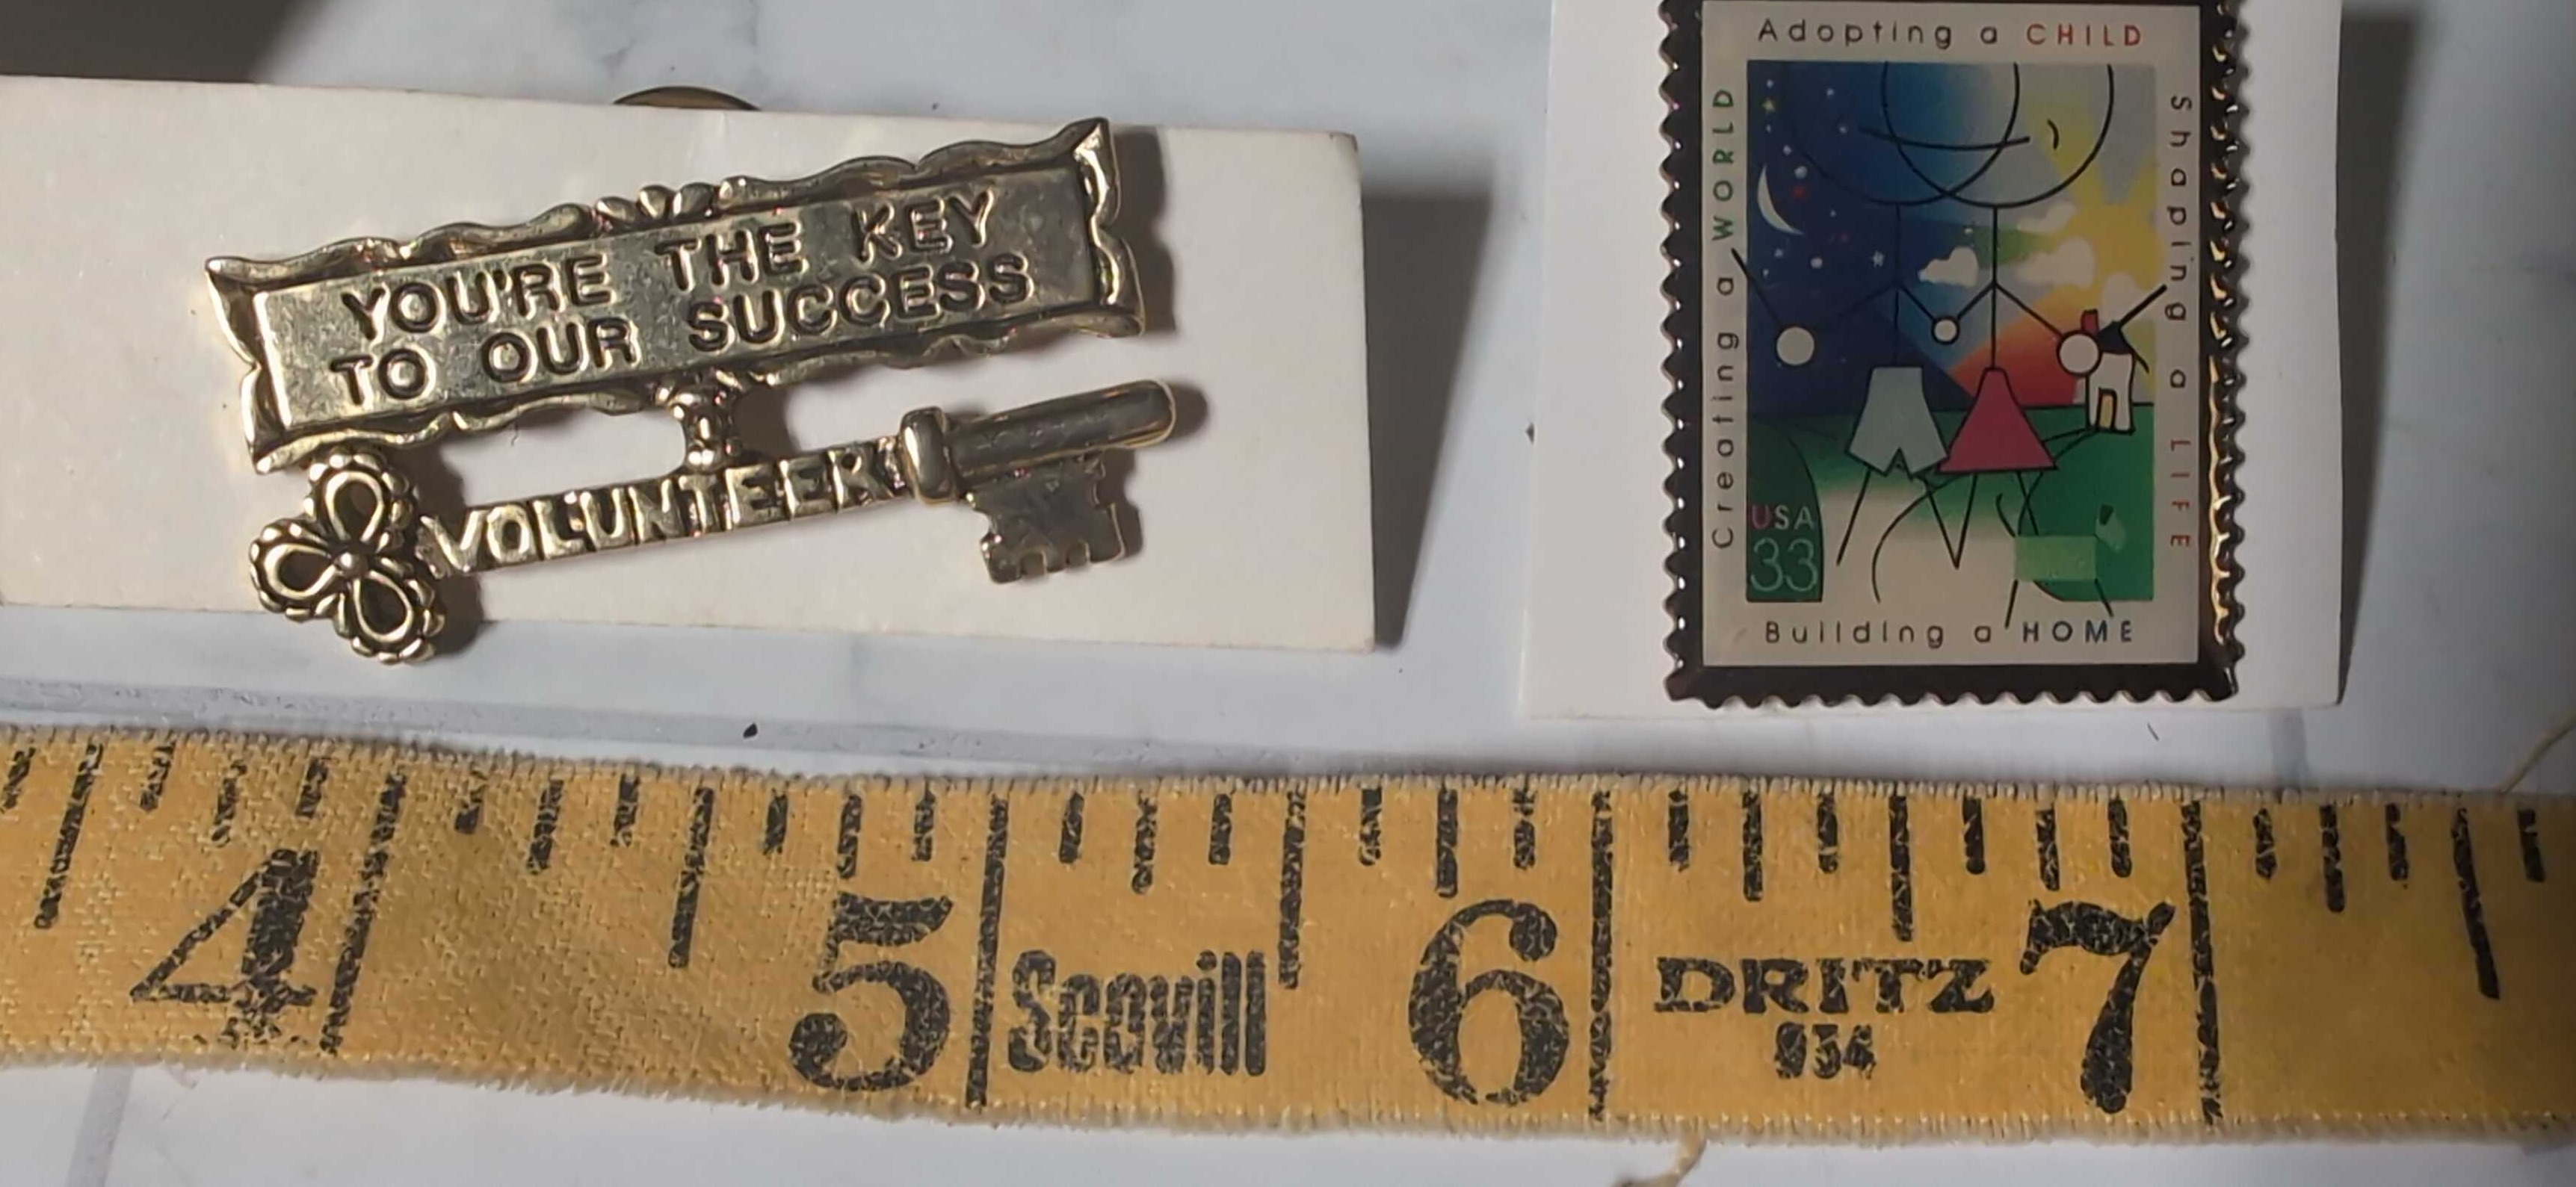 YOU'RE THE KEY
TO OUR SUCCESS
VOLUNTEER
Adopting a CHILD
Creating a WORLD
Shaping a LIFE
USA
33
Building a HOME
4 5 6 7
Scovill
DRITZ
934